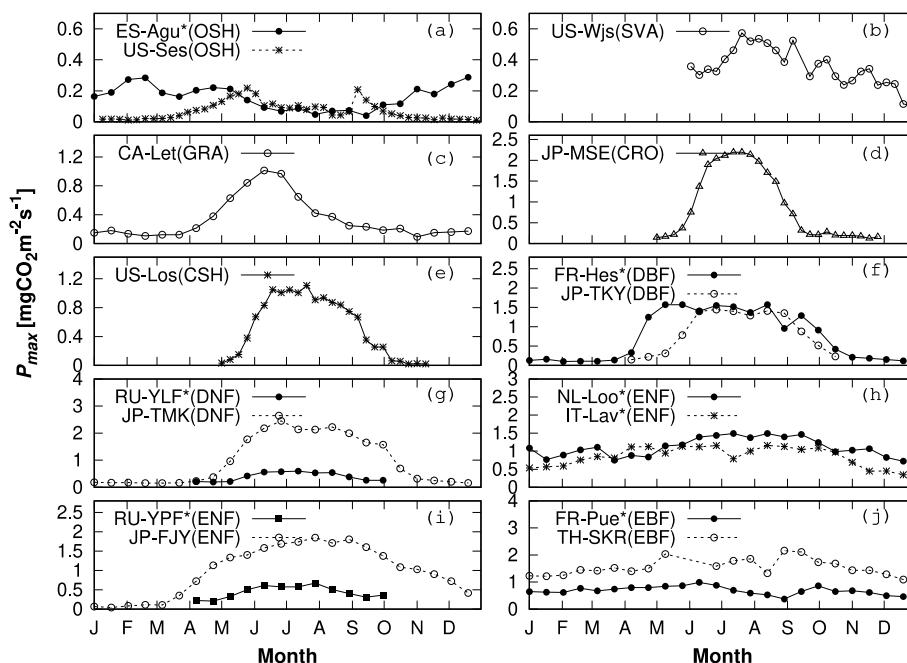 ES-Agu*(OSH)
US-Ses(OSH)
(a)
0.6
0.4
0.2
0
US-Wjs(SVA)
(b)
0.6
0.4
0.2
0
CA-Let(GRA)
(c)
1.2
0.8
0.4
0
JP-MSE(CRO)
(d)
2.5
2
1.5
1
0.5
0
US-Los(CSH)
(e)
1.2
0.8
0.4
0
FR-Hes*(DBF)
JP-TKY(DBF)
(f)
2.5
2
1.5
1
0.5
0
RU-YLF*(DNF)
JP-TMK(DNF)
(g)
4
3
2
1
0
NL-Loo*(ENF)
IT-Lav*(ENF)
(h)
3
2.5
2
1.5
1
0.5
0
RU-YPF*(ENF)
JP-FJY(ENF)
(i)
2.5
2
1.5
1
0.5
0
FR-Pue*(EBF)
TH-SKR(EBF)
(j)
4
3
2
1
0
J F M A M J J A S O N D
J F M A M J J A S O N D
Month
Month
Pmax [mgCO2m-2s-1]